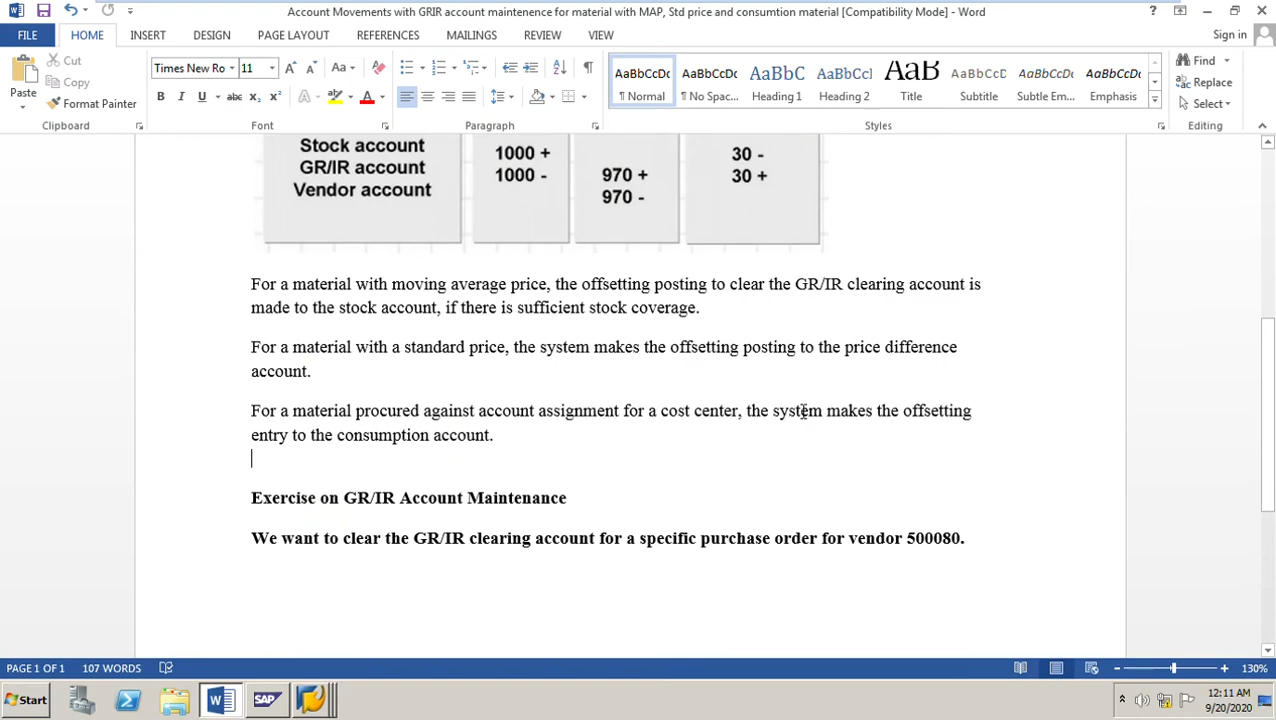 Account Movements with GRIR account maintenence for material with MAP, Std price and consumtion material [Compatibility Mode] - Word
?
FILE HOME INSERT DESIGN PAGE LAYOUT REFERENCES MAILINGS REVIEW VIEW Sign in
Paste
Cut
Copy
Format Painter
Clipboard
Times New Ro 11
Aa
B I U abc x₂ x² A A
Font
Paragraph
AaBbCcDc AaBbCcDc AaBbCc AaBbCcD AaB AaBbCcD AaBbCcDc AaBbCcDc
¶ Normal ¶ No Spac... Heading 1 Heading 2 Title Subtitle Subtle Em... Emphasis
Styles
Find
Replace
Select
Editing
Stock account 1000 + 30 -
GR/IR account 1000 - 970 + 30 +
Vendor account 970 -
For a material with moving average price, the offsetting posting to clear the GR/IR clearing account is
made to the stock account, if there is sufficient stock coverage.
For a material with a standard price, the system makes the offsetting posting to the price difference
account.
For a material procured against account assignment for a cost center, the system makes the offsetting
entry to the consumption account.
Exercise on GR/IR Account Maintenance
We want to clear the GR/IR clearing account for a specific purchase order for vendor 500080.
PAGE 1 OF 1 107 WORDS 130%
Start SAP 12:11 AM
9/20/2020